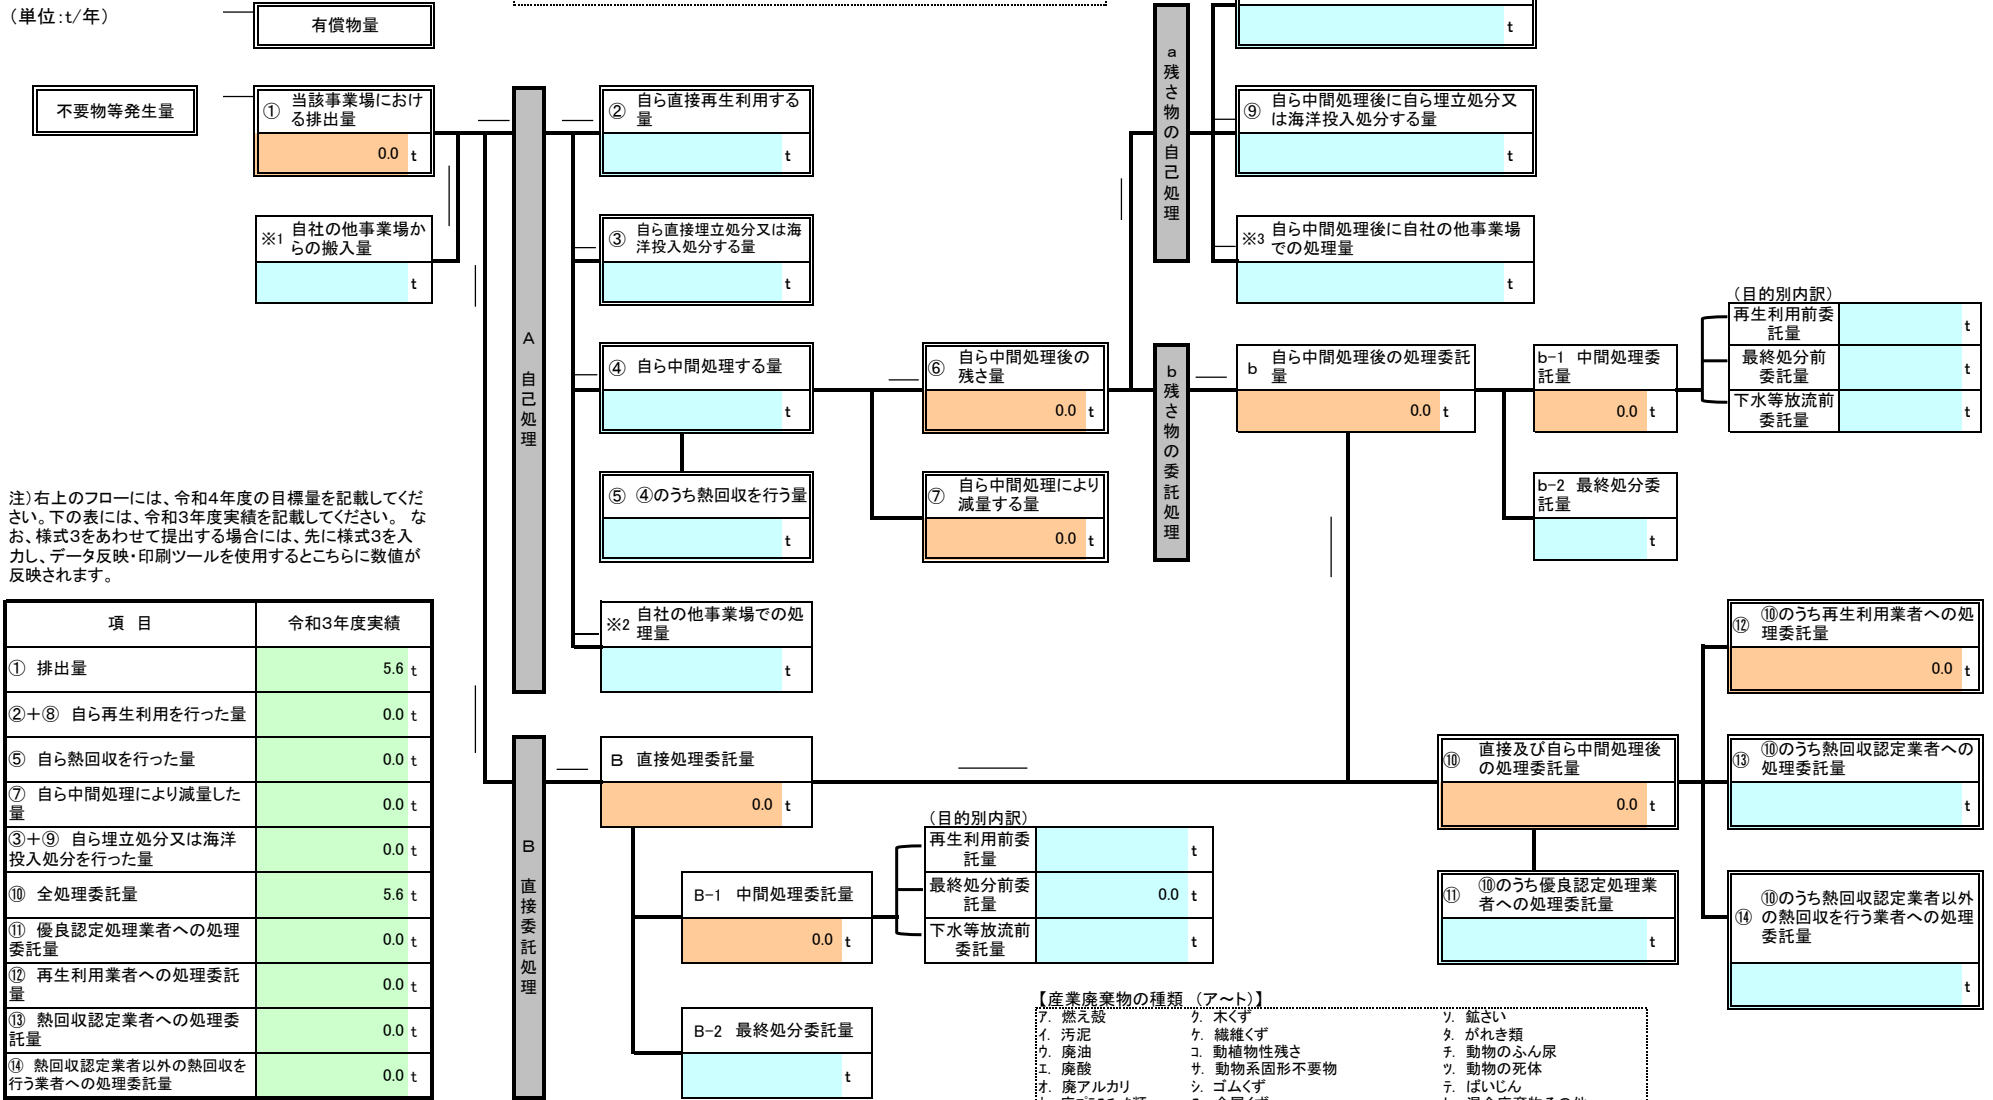 (単位:t/年)
有償物量
t
不要物等発生量
① 当該事業場におけ
る排出量
0.0 t
※1 自社の他事業場か
らの搬入量
t
A 自己処理
② 自ら直接再生利用する
量
t
③ 自ら直接埋立処分又は海
洋投入処分する量
t
④ 自ら中間処理する量
t
⑤ ④のうち熱回収を行う量
t
※2 自社の他事業場での処
理量
t
⑥ 自ら中間処理後の
残さ量
0.0 t
⑦ 自ら中間処理により
減量する量
0.0 t
a 残さ物の自己処理
⑨ 自ら中間処理後に自ら埋立処分又
は海洋投入処分する量
t
※3 自ら中間処理後に自社の他事業場
での処理量
t
b 残さ物の委託処理
b 自ら中間処理後の処理委託
量
0.0 t
b-1 中間処理委
託量
0.0 t
b-2 最終処分委
託量
t
(目的別内訳)
再生利用前委
託量
t
最終処分前
委託量
t
下水等放流前
委託量
t
注)右上のフローには、令和4年度の目標量を記載してくだ
さい。下の表には、令和3年度実績を記載してください。 な
お、様式3をあわせて提出する場合には、先に様式3を入
力し、データ反映・印刷ツールを使用するとこちらに数値が
反映されます。
項 目 令和3年度実績
① 排出量 5.6 t
②+⑧ 自ら再生利用を行った量 0.0 t
⑤ 自ら熱回収を行った量 0.0 t
⑦ 自ら中間処理により減量した
量 0.0 t
③+⑨ 自ら埋立処分又は海洋
投入処分を行った量 0.0 t
⑩ 全処理委託量 5.6 t
⑪ 優良認定処理業者への処理
委託量 0.0 t
⑫ 再生利用業者への処理委託
量 0.0 t
⑬ 熱回収認定業者への処理委
託量 0.0 t
⑭ 熱回収認定業者以外の熱回収を
行う業者への処理委託量 0.0 t
B 直接委託処理
B 直接処理委託量
0.0 t
B-1 中間処理委託量
0.0 t
B-2 最終処分委託量
t
(目的別内訳)
再生利用前委
託量
t
最終処分前委
託量
0.0 t
下水等放流前
委託量
t
⑩ 直接及び自ら中間処理後
の処理委託量
0.0 t
⑪ ⑩のうち優良認定処理業
者への処理委託量
t
⑫ ⑩のうち再生利用業者への処
理委託量
0.0 t
⑬ ⑩のうち熱回収認定業者への
処理委託量
t
⑭ ⑩のうち熱回収認定業者以外
の熱回収を行う業者への処理
委託量
t
【産業廃棄物の種類 (ア~ト)】
ア. 燃え殻 ク. 木くず ソ. 鉱さい
イ. 汚泥 ケ. 繊維くず タ. がれき類
ウ. 廃油 コ. 動植物性残さ チ. 動物のふん尿
エ. 廃酸 サ. 動物系固形不要物 ツ. 動物の死体
オ. 廃アルカリ シ. ゴムくず テ. ばいじん